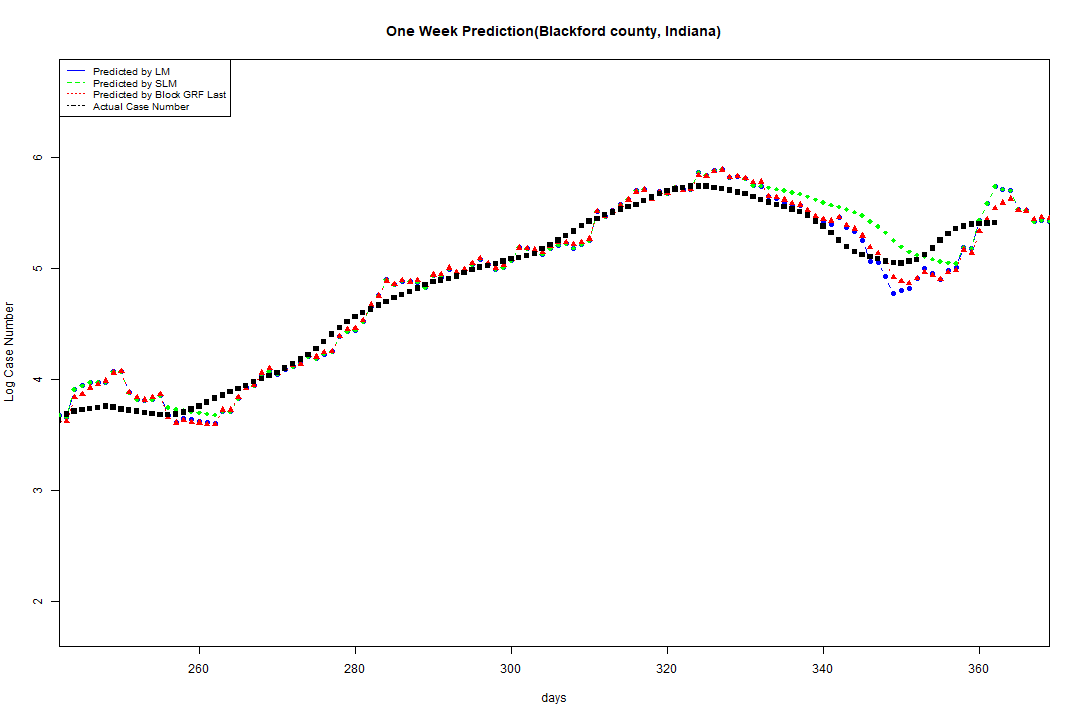 One Week Prediction(Blackford county, Indiana)
Predicted by LM
Predicted by SLM
Predicted by Block GRF Last
Actual Case Number
6
5
4
3
2
Log Case Number
260 280 300 320 340 360
days